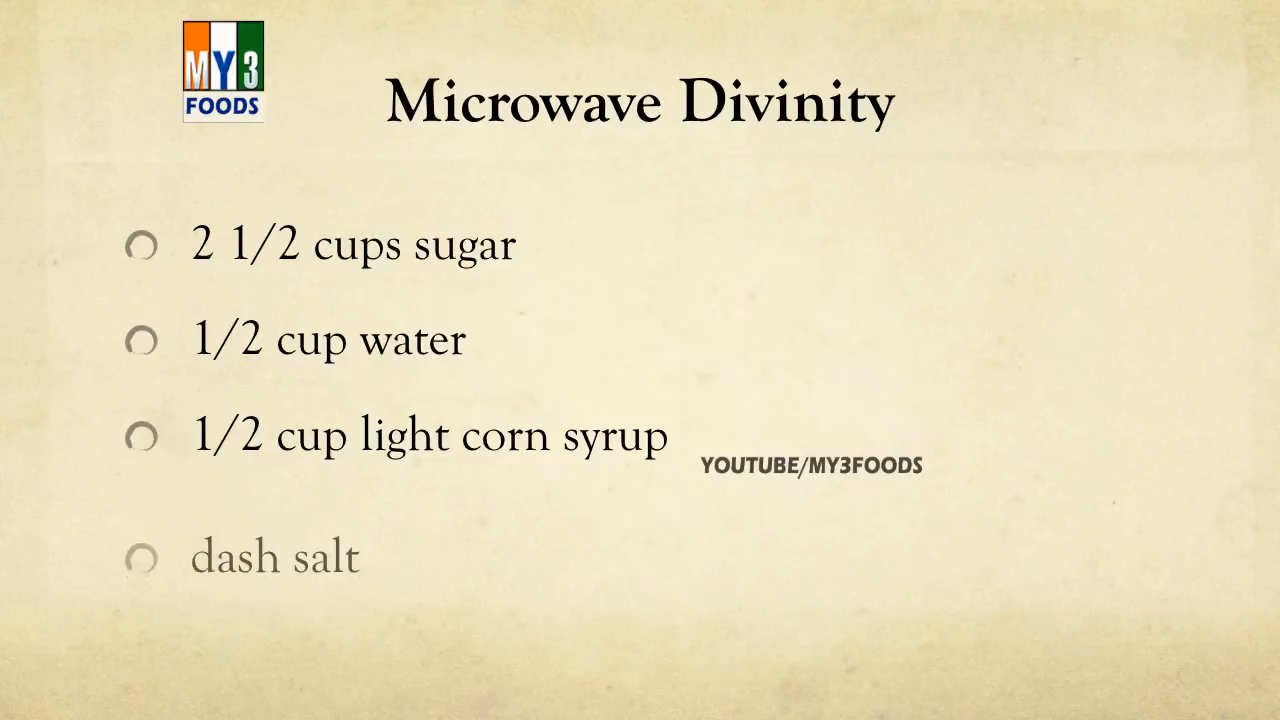 MY3
FOODS
Microwave Divinity
2 1/2 cups sugar
1/2 cup water
1/2 cup light corn syrup
YOUTUBE/MY3FOODS
dash salt